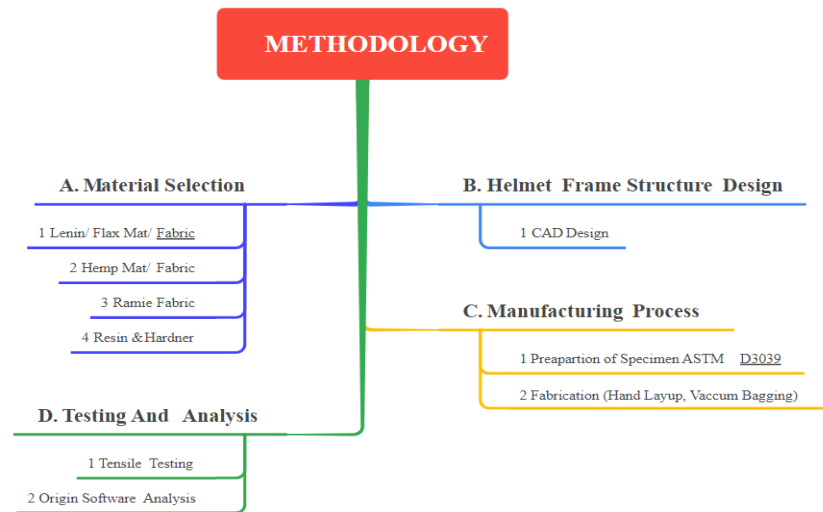 METHODOLOGY
A. Material Selection
1 Lenin/ Flax Mat/ Fabric
2 Hemp Mat/ Fabric
3 Ramie Fabric
4 Resin &Hardner
B. Helmet Frame Structure Design
1 CAD Design
C. Manufacturing Process
1 Preapartion of Specimen ASTM D3039
2 Fabrication (Hand Layup, Vaccum Bagging)
D. Testing And Analysis
1 Tensile Testing
2 Origin Software Analysis